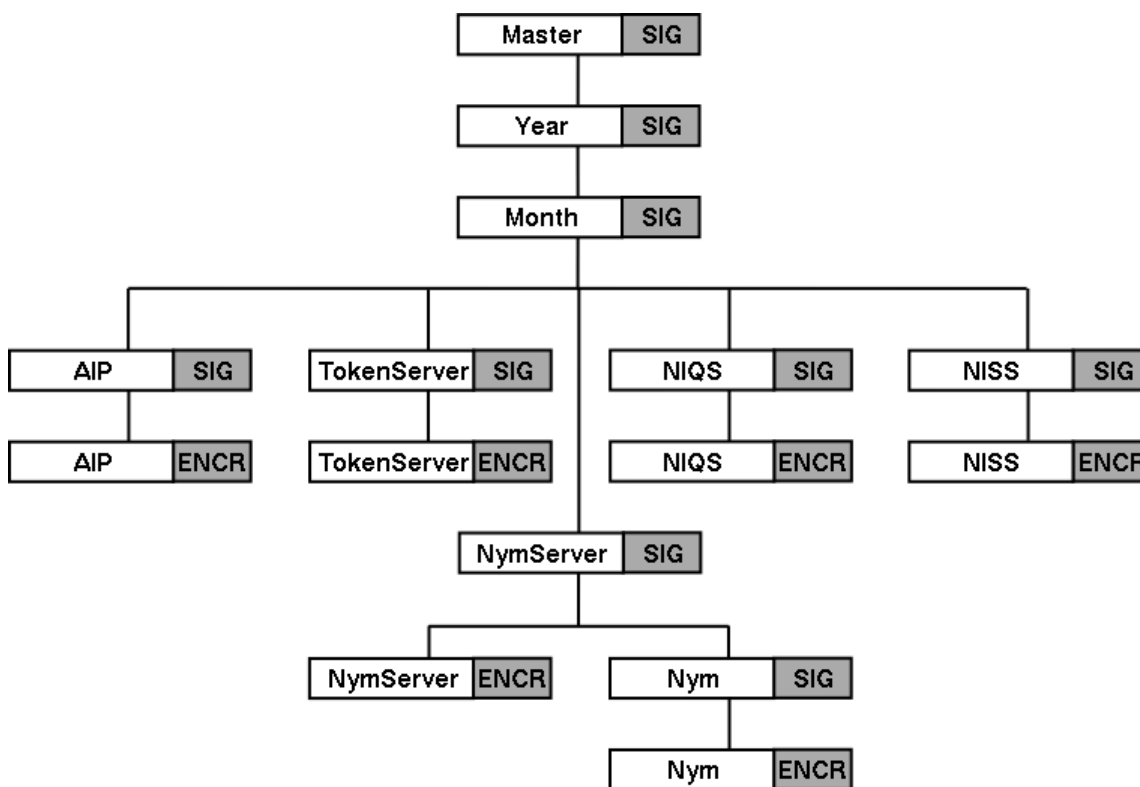 Master SIG
Year SIG
Month SIG
AIP SIG TokenServer SIG NIQS SIG NISS SIG
AIP ENCR TokenServer ENCR NIQS ENCR NISS ENCR
NymServer SIG
NymServer ENCR Nym SIG
Nym ENCR